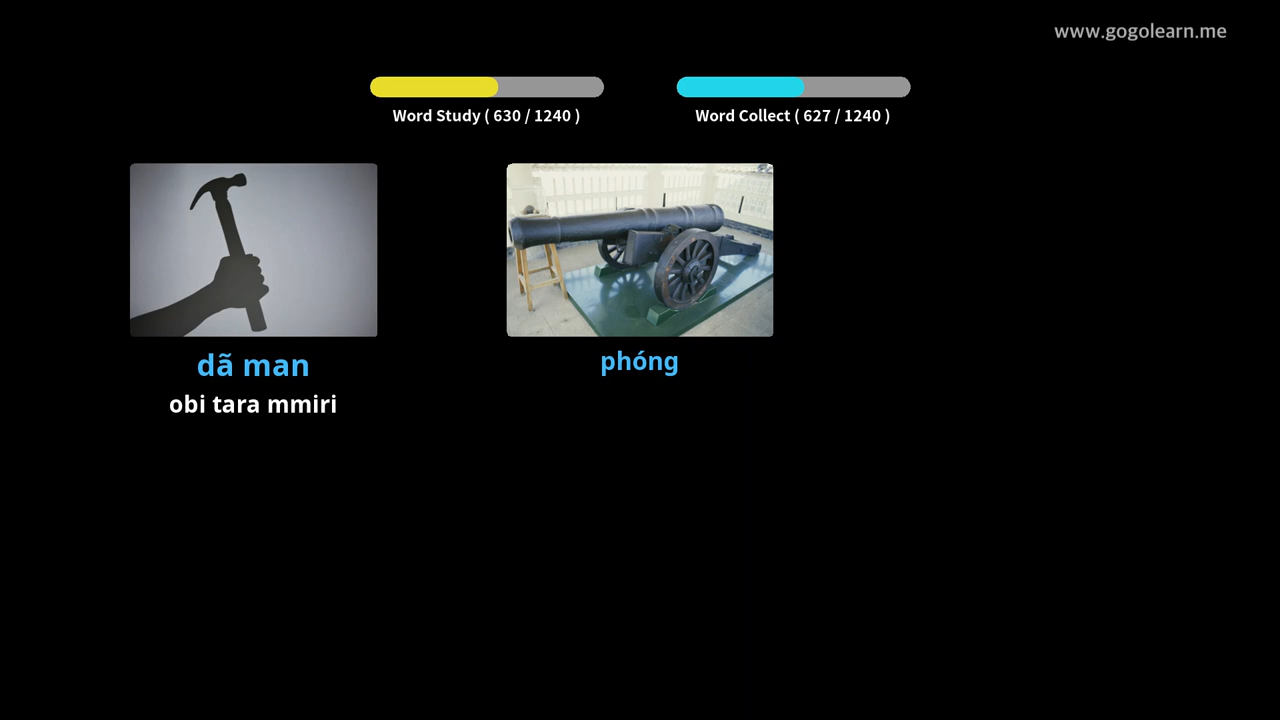 www.gogolearn.me
Word Study ( 630 / 1240 )
Word Collect ( 627 / 1240 )
dã man
obi tara mmiri
phóng